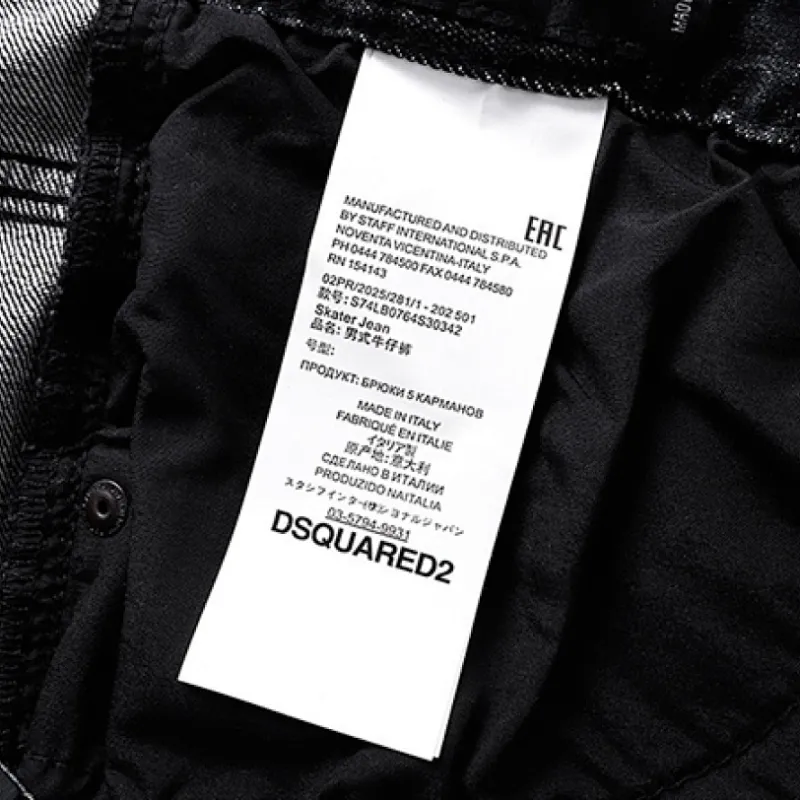 MADE
EAC
MANUFACTURED AND DISTRIBUTED
BY STAFF INTERNATIONAL S.P.A.
NOVENTA VICENTINA-ITALY
PH 0444 784500 FAX 0444 784580
RN 154143
02PR/2025/281/1 - 202 501
款号: S74LB0764S30342
Skater Jean
品名: 男式牛仔裤
号型:
ПРОДУКТ: БРЮКИ 5 КАРМАНОВ
MADE IN ITALY
FABRIQUÉ EN ITALIE
イタリア製
原产地: 意大利
СДЕЛАНО В ИТАЛИИ
PRODUZIDO NAITALIA
スタッフインターナショナルジャパン
03-5794-9931
DSQUARED2